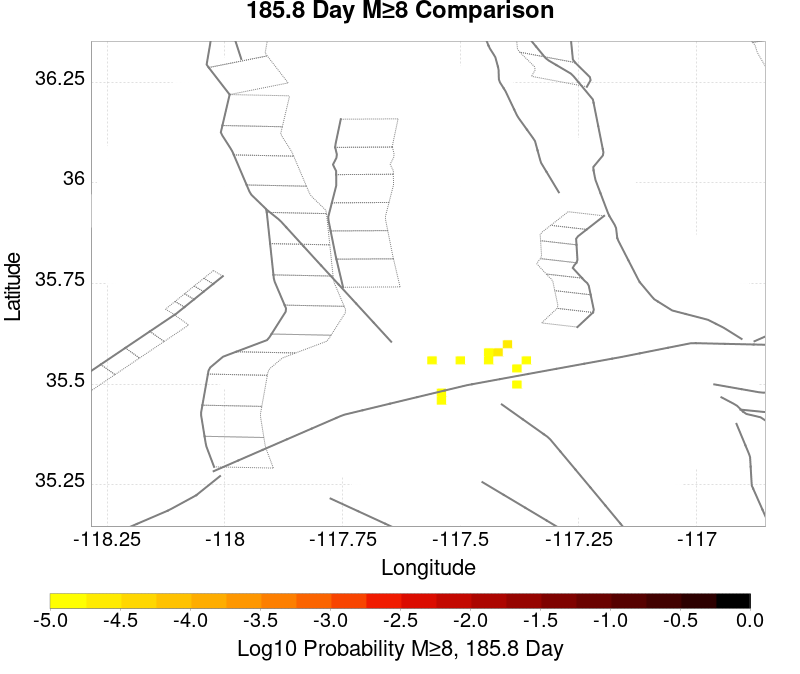 185.8 Day M≥8 Comparison
36.25
36
35.75
35.5
35.25
Latitude
-118.25 -118 -117.75 -117.5 -117.25 -117
Longitude
-5.0 -4.5 -4.0 -3.5 -3.0 -2.5 -2.0 -1.5 -1.0 -0.5 0.0
Log10 Probability M≥8, 185.8 Day